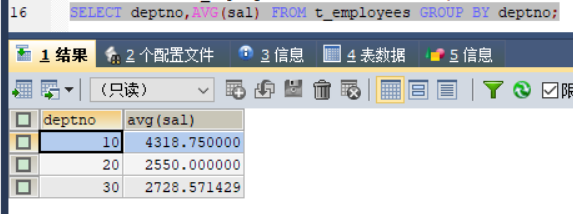 16 SELECT deptno,AVG(sal) FROM t_employees GROUP BY deptno;
1 结果 2 个配置文件 3 信息 4 表数据 5 信息
(只读) 限
deptno avg(sal)
10 4318.750000
20 2550.000000
30 2728.571429